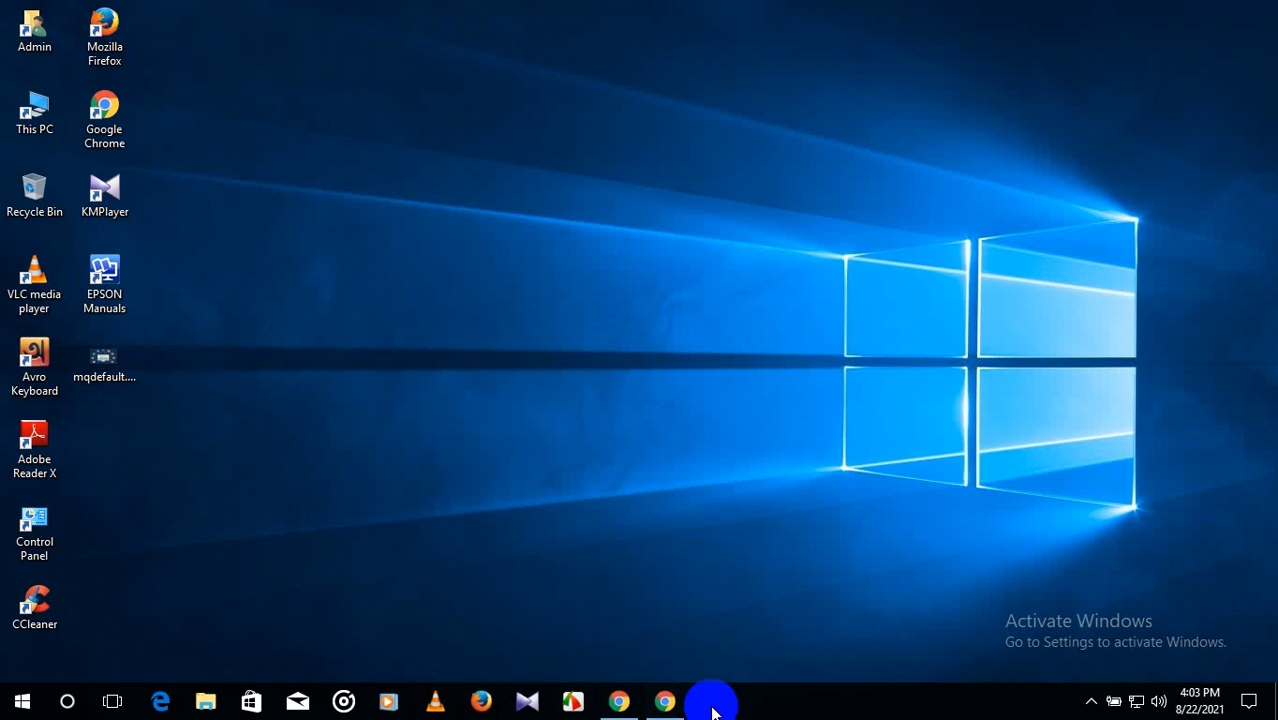 Admin
Mozilla
Firefox
This PC
Google
Chrome
Recycle Bin
KMPlayer
VLC media
player
EPSON
Manuals
অ
Avro
Keyboard
mqdefault....
Adobe
Reader X
Control
Panel
CCleaner
Activate Windows
Go to Settings to activate Windows.
4:03 PM
8/22/2021